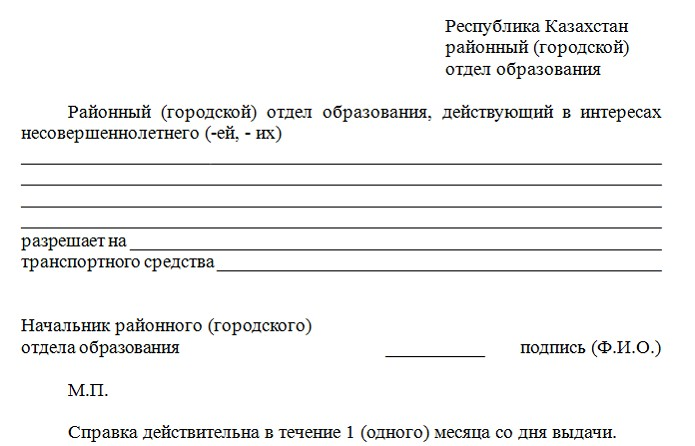 Республика Казахстан
районный (городской)
отдел образования
Районный (городской) отдел образования, действующий в интересах
несовершеннолетнего (-ей, - их)
разрешает на
транспортного средства
Начальник районного (городского)
отдела образования ___________ подпись (Ф.И.О.)
М.П.
Справка действительна в течение 1 (одного) месяца со дня выдачи.